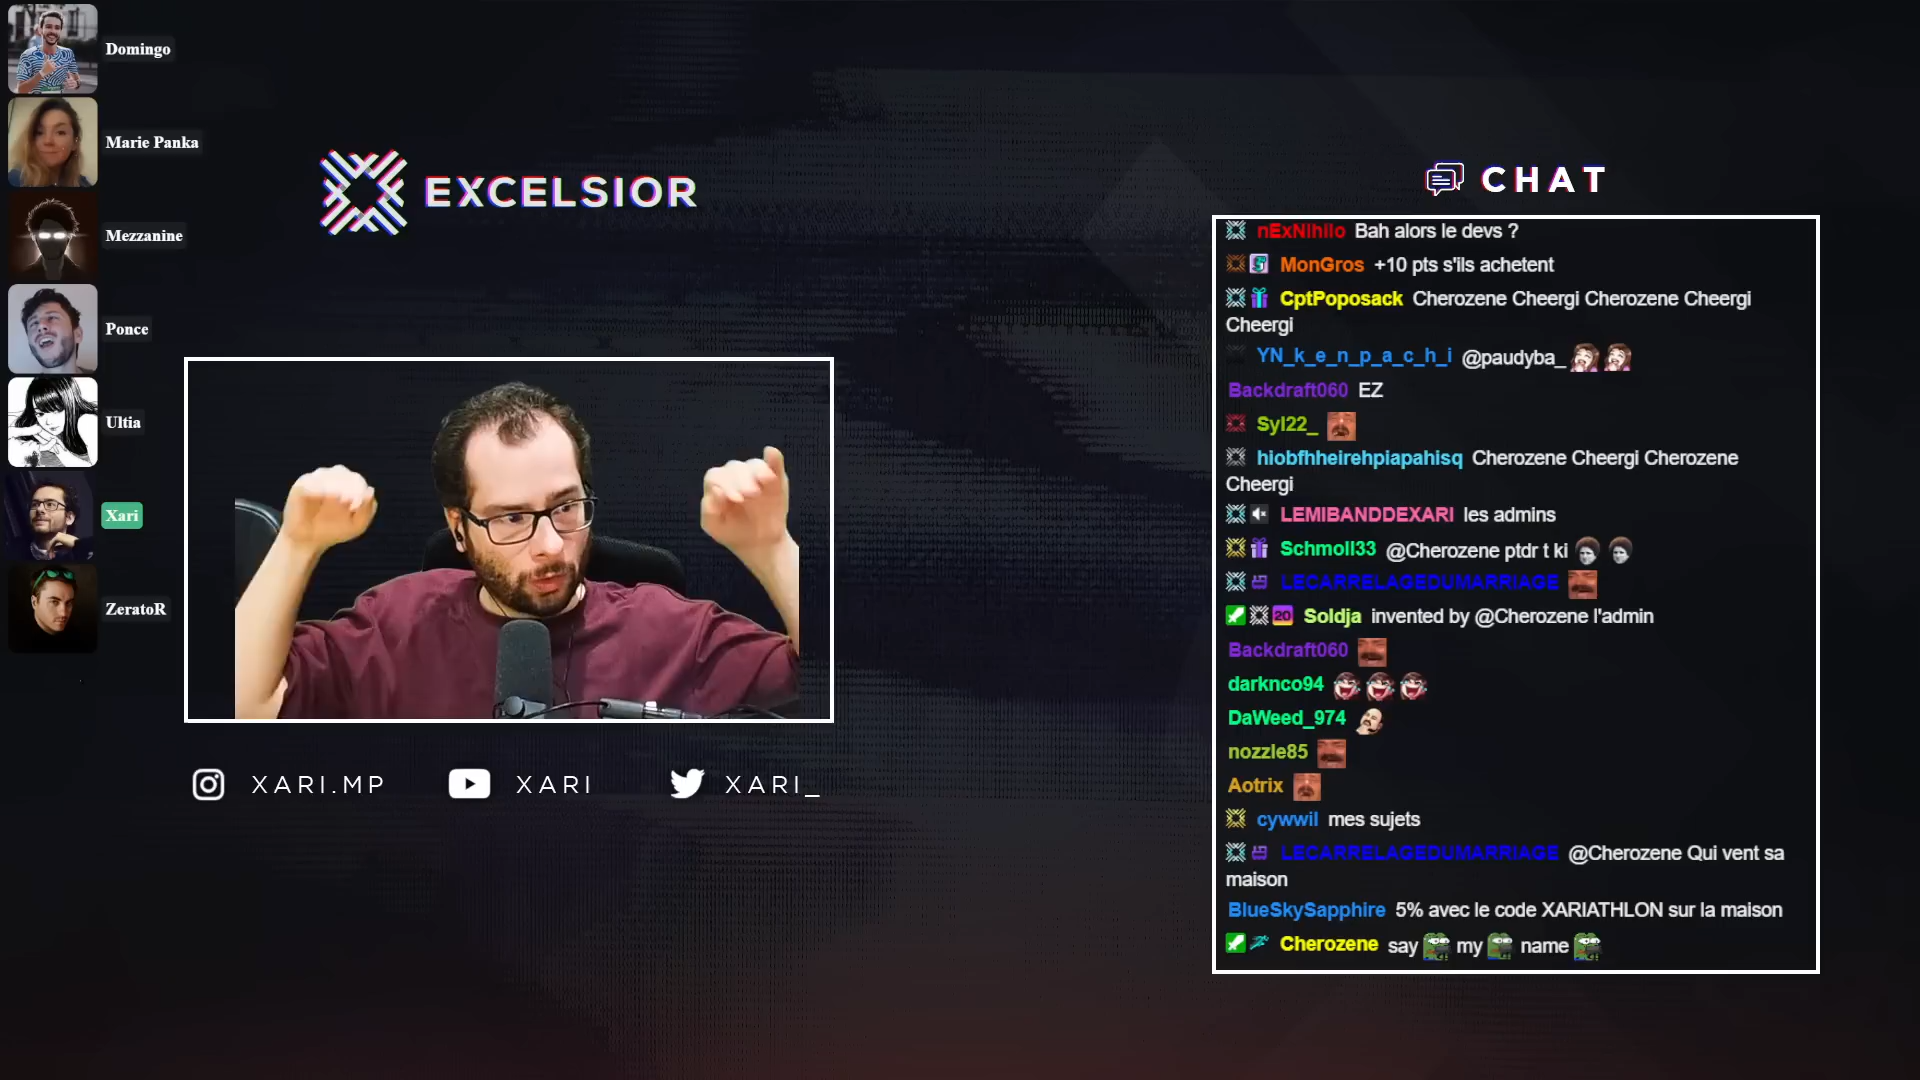 Domingo
Marie Panka
Mezzanine
Ponce
Ultia
Xari
ZeratoR
EXCELSIOR
XARI.MP
XARI
XARI_
CHAT
nExNihilo Bah alors le devs ?
MonGros +10 pts s'ils achetent
CptPoposack Cherozene Cheergi Cherozene Cheergi
Cheergi
YN_k_e_n_p_a_c_h_i @paudyba_
Backdraft060 EZ
Syl22_
hiobfhheirehpiapahisq Cherozene Cheergi Cherozene
Cheergi
LEMIBANDDEXARI les admins
Schmoll33 @Cherozene ptdr t ki
LECARRELAGEDUMARRIAGE
20 Soldja invented by @Cherozene l'admin
Backdraft060
darknco94
DaWeed_974
nozzle85
Aotrix
cywwil mes sujets
LECARRELAGEDUMARRIAGE @Cherozene Qui vent sa
maison
BlueSkySapphire 5% avec le code XARIATHLON sur la maison
Cherozene say my name